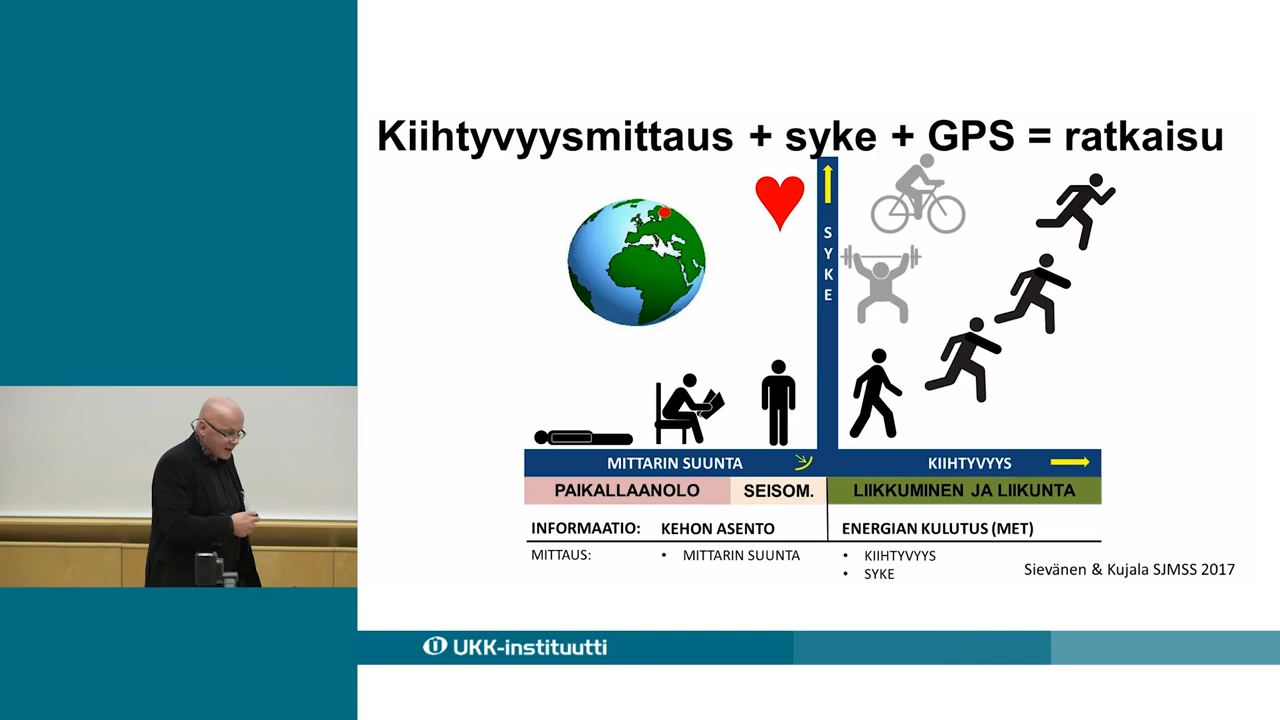 Kiihtyvyysmittaus + syke + GPS = ratkaisu
SYKE
MITTARIN SUUNTA
KIIHTYVYYS
PAIKALLAANOLO
SEISOM.
LIIKKUMINEN JA LIIKUNTA
INFORMAATIO: KEHON ASENTO
ENERGIAN KULUTUS (MET)
MITTAUS: • MITTARIN SUUNTA
• KIIHTYVYYS
• SYKE
Sievänen & Kujala SJMSS 2017
UKK-instituutti